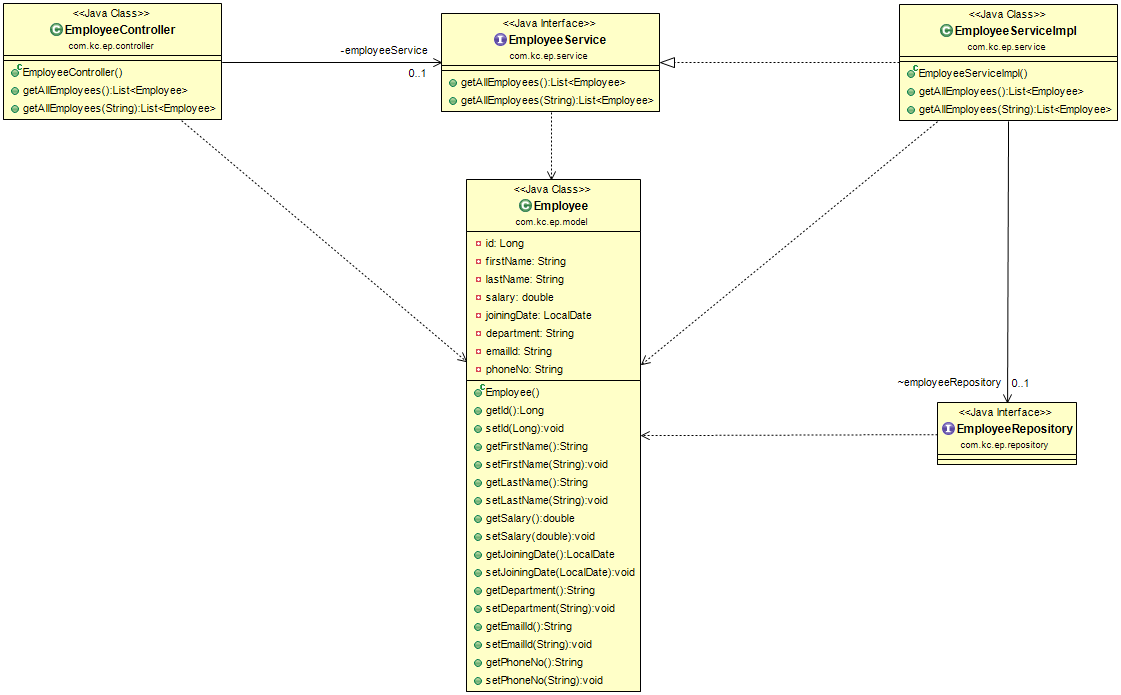 <<Java Class>>
EmployeeController
com.kc.ep.controller
EmployeeController()
getAllEmployees():List<Employee>
getAllEmployees(String):List<Employee>
-employeeService
0..1
<<Java Interface>>
EmployeeService
com.kc.ep.service
getAllEmployees():List<Employee>
getAllEmployees(String):List<Employee>
<<Java Class>>
EmployeeServiceImpl
com.kc.ep.service
EmployeeServiceImpl()
getAllEmployees():List<Employee>
getAllEmployees(String):List<Employee>
<<Java Class>>
Employee
com.kc.ep.model
id: Long
firstName: String
lastName: String
salary: double
joiningDate: LocalDate
department: String
emailId: String
phoneNo: String
Employee()
getId():Long
setId(Long):void
getFirstName():String
setFirstName(String):void
getLastName():String
setLastName(String):void
getSalary():double
setSalary(double):void
getJoiningDate():LocalDate
setJoiningDate(LocalDate):void
getDepartment():String
setDepartment(String):void
getEmailId():String
setEmailId(String):void
getPhoneNo():String
setPhoneNo(String):void
~employeeRepository
0..1
<<Java Interface>>
EmployeeRepository
com.kc.ep.repository